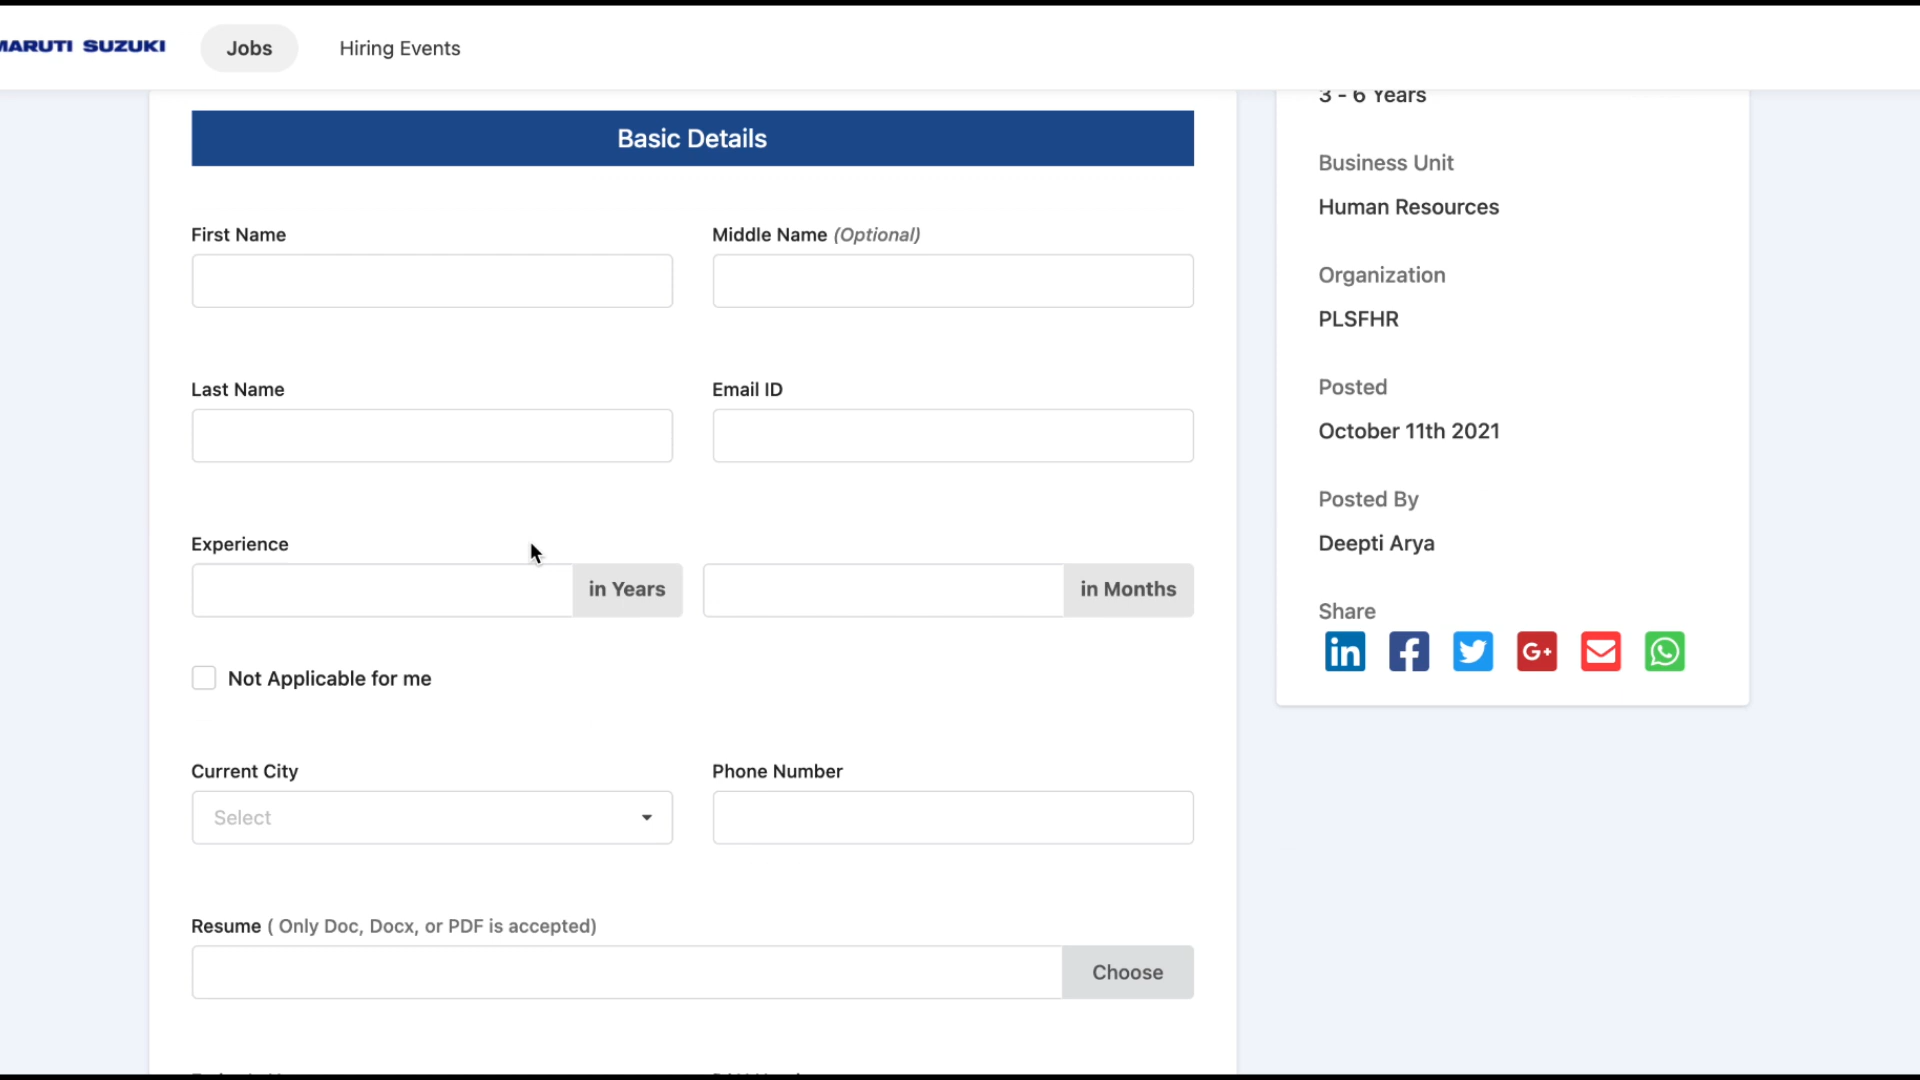 MARUTI SUZUKI
Jobs
Hiring Events
3 - 6 Years
Basic Details
First Name
Middle Name (Optional)
Last Name
Email ID
Experience
in Years
in Months
Not Applicable for me
Current City
Select
Phone Number
Resume ( Only Doc, Docx, or PDF is accepted)
Choose
Business Unit
Human Resources
Organization
PLSFHR
Posted
October 11th 2021
Posted By
Deepti Arya
Share
in
f
G+